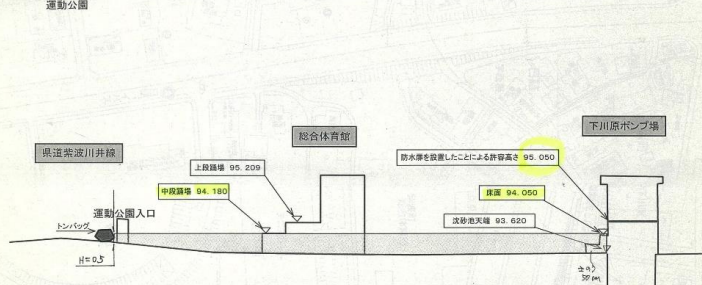 運動公園
総合体育館
下川原ポンプ場
県道紫波川井線
上段踊場 95.209
防水扉を設置したことによる許容高さ 95.050
中段踊場 94.180
床面 94.050
運動公園入口
沈砂池天端 93.620
トンバッグ
H=0.5
50cm